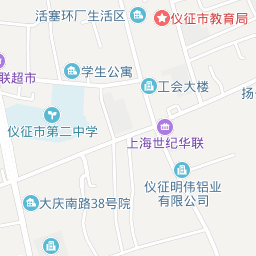 活塞环厂生活区
仪征市教育局
学生公寓
联超市
工会大楼
扬
仪征市第二中学
上海世纪华联
仪征明伟铝业
有限公司
大庆南路38号院